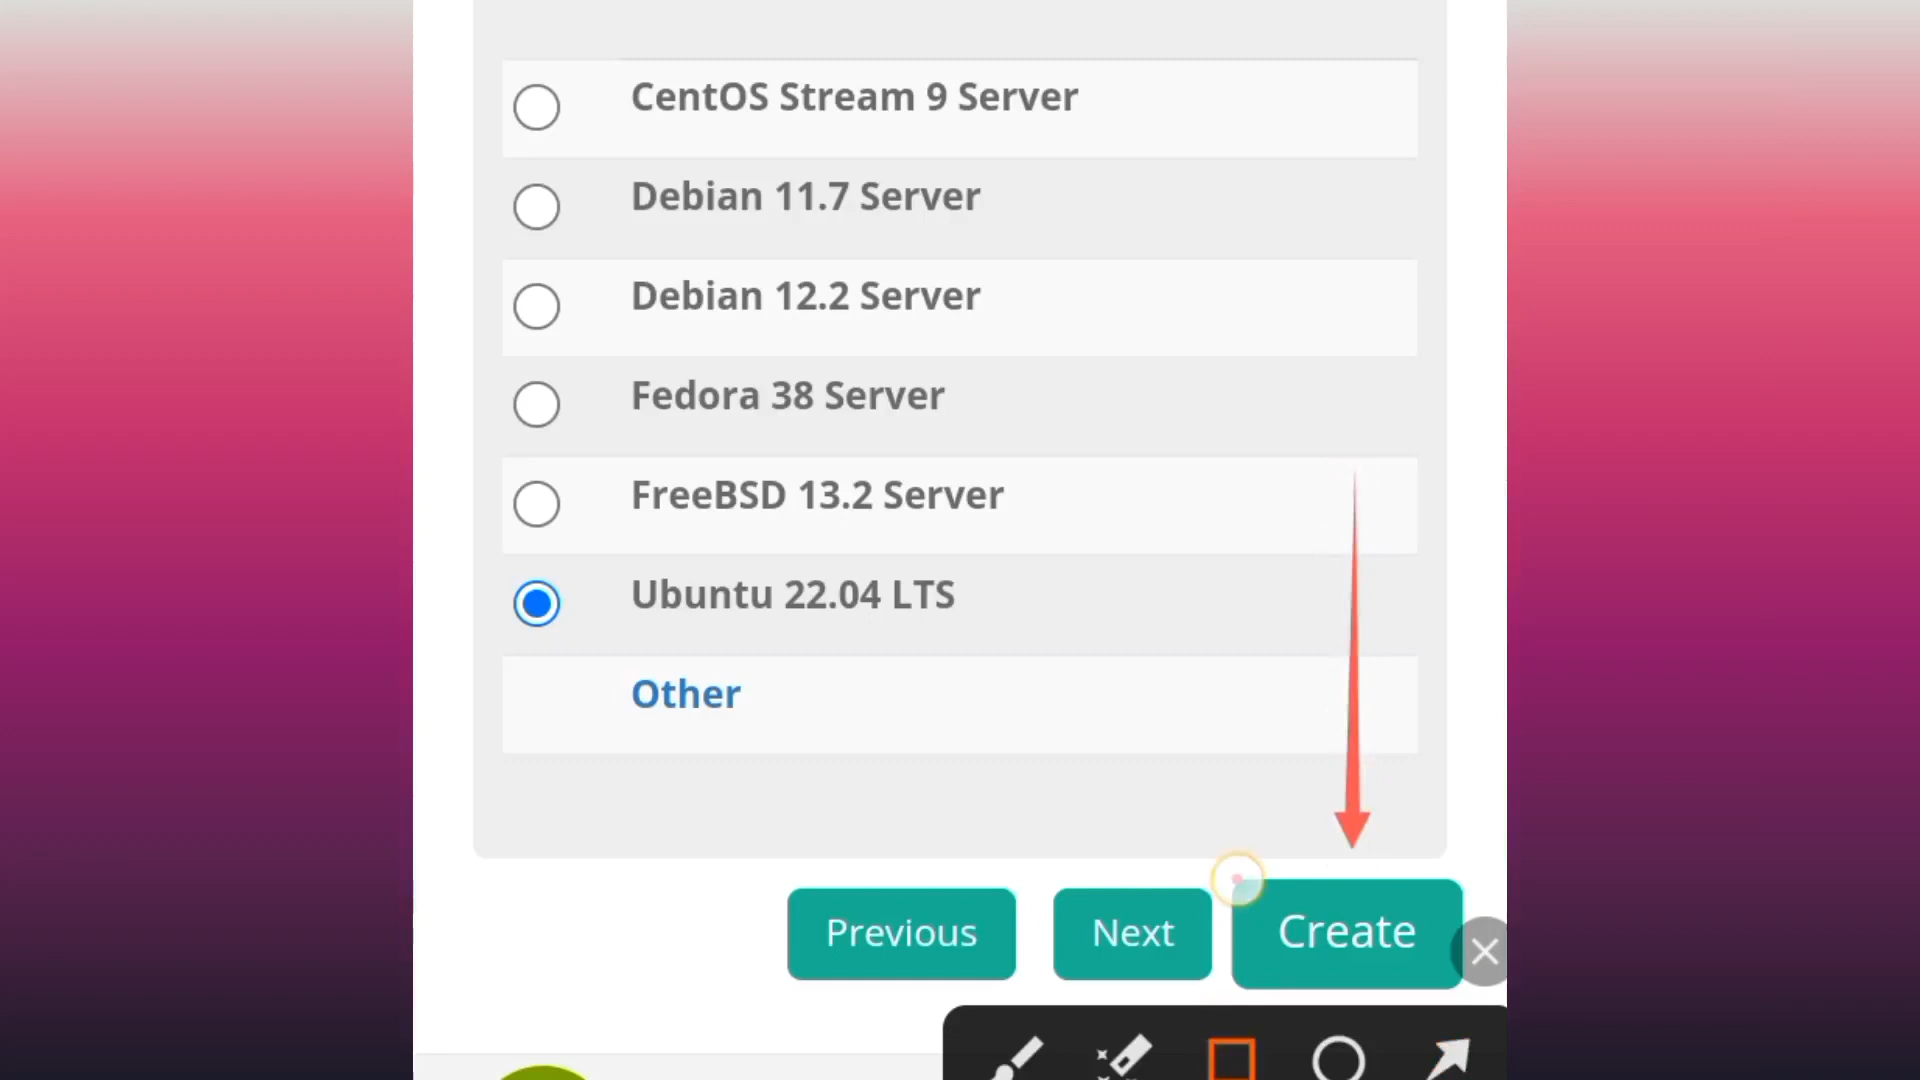 CentOS Stream 9 Server
Debian 11.7 Server
Debian 12.2 Server
Fedora 38 Server
FreeBSD 13.2 Server
Ubuntu 22.04 LTS
Other
Previous Next Create